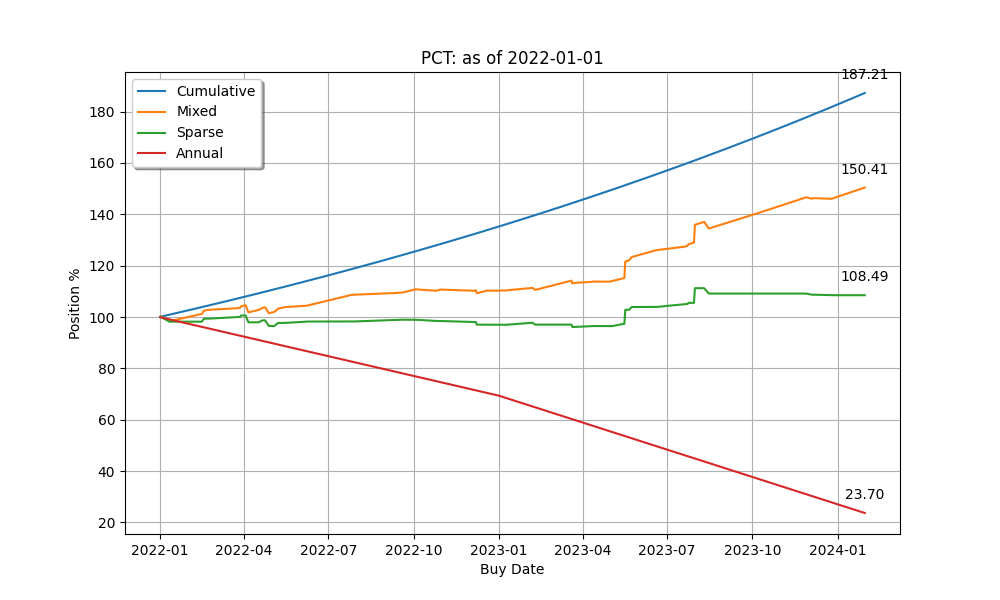 PCT: as of 2022-01-01
187.21
Cumulative
Mixed
Sparse
Annual
150.41
108.49
23.70
180
160
140
120
100
80
60
40
20
Position %
2022-01 2022-04 2022-07 2022-10 2023-01 2023-04 2023-07 2023-10 2024-01
Buy Date